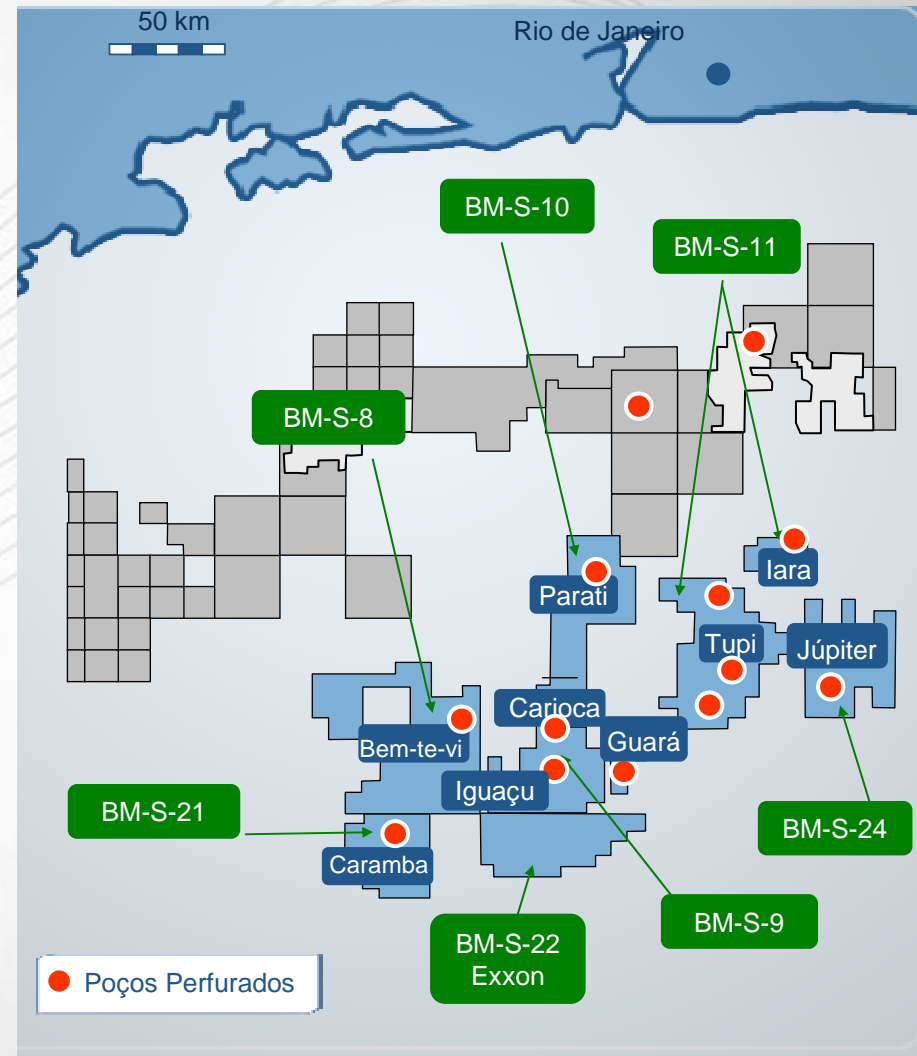 50 km
Rio de Janeiro
BM-S-10
BM-S-11
BM-S-8
Iara
Parati
Tupi
Júpiter
Carioca
Guará
Bem-te-vi
Iguaçu
BM-S-21
BM-S-24
Caramba
BM-S-9
BM-S-22
Exxon
Poços Perfurados